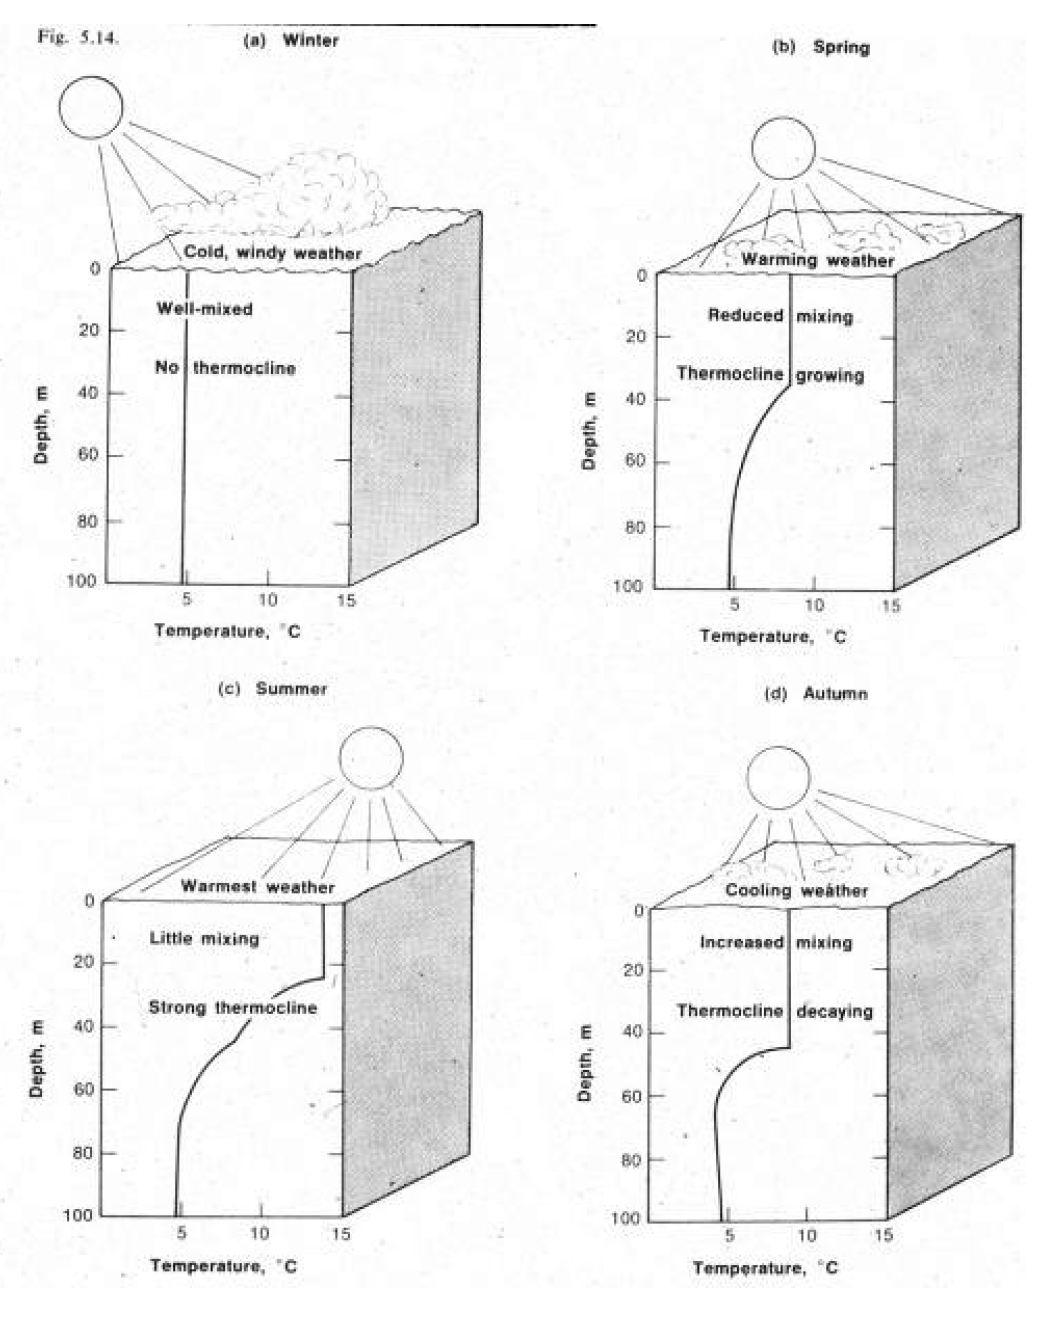 Fig. 5.14.
(a) Winter
Cold, windy weather
Well-mixed
No thermocline
0
20
40
60
80
100
Depth, m
5 10 15
Temperature, °C
(b) Spring
Warming weather
Reduced mixing
Thermocline growing
0
20
40
60
80
100
Depth, m
5 10 15
Temperature, °C
(c) Summer
Warmest weather
Little mixing
Strong thermocline
0
20
40
60
80
100
Depth, m
5 10 15
Temperature, °C
(d) Autumn
Cooling weather
Increased mixing
Thermocline decaying
0
20
40
60
80
100
Depth, m
5 10 15
Temperature, °C